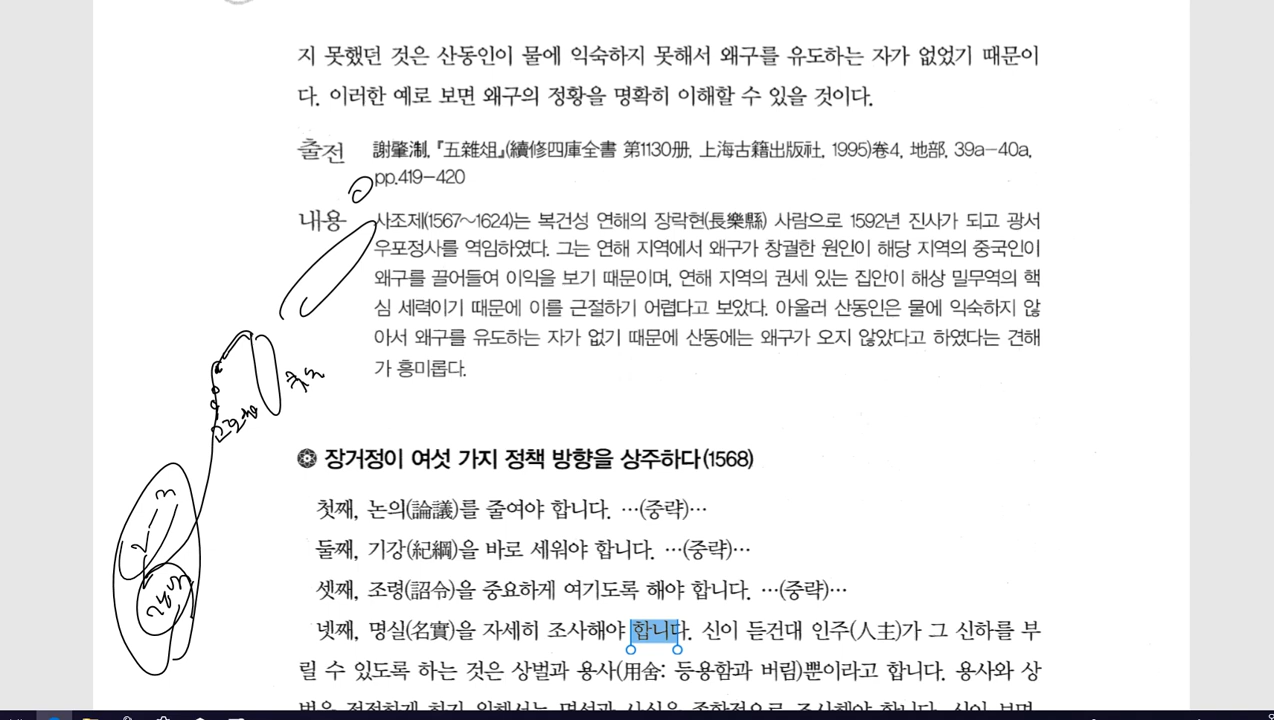 지 못했던 것은 산동인이 물에 익숙하지 못해서 왜구를 유도하는 자가 없었기 때문이
다. 이러한 예로 보면 왜구의 정황을 명확히 이해할 수 있을 것이다.
출전 謝肇淛, 『五雜俎』(續修四庫全書 第1130册, 上海古籍出版社, 1995)卷4, 地部, 39a-40a,
pp.419-420
내용 사조제(1567~1624)는 복건성 연해의 장락현(長樂縣) 사람으로 1592년 진사가 되고 광서
우포정사를 역임하였다. 그는 연해 지역에서 왜구가 창궐한 원인이 해당 지역의 중국인이
왜구를 끌어들여 이익을 보기 때문이며, 연해 지역의 권세 있는 집안이 해상 밀무역의 핵
심 세력이기 때문에 이를 근절하기 어렵다고 보았다. 아울러 산동인은 물에 익숙하지 않
아서 왜구를 유도하는 자가 없기 때문에 산동에는 왜구가 오지 않았다고 하였다는 견해
가 흥미롭다.
장거정이 여섯 가지 정책 방향을 상주하다(1568)
첫째, 논의(論議)를 줄여야 합니다. …(중략)…
둘째, 기강(紀綱)을 바로 세워야 합니다. …(중략)…
셋째, 조령(詔令)을 중요하게 여기도록 해야 합니다. …(중략)…
넷째, 명실(名實)을 자세히 조사해야 합니다. 신이 듣건대 인주(人主)가 그 신하를 부
릴 수 있도록 하는 것은 상벌과 용사(用舍: 등용함과 버림)뿐이라고 합니다. 용사와 상